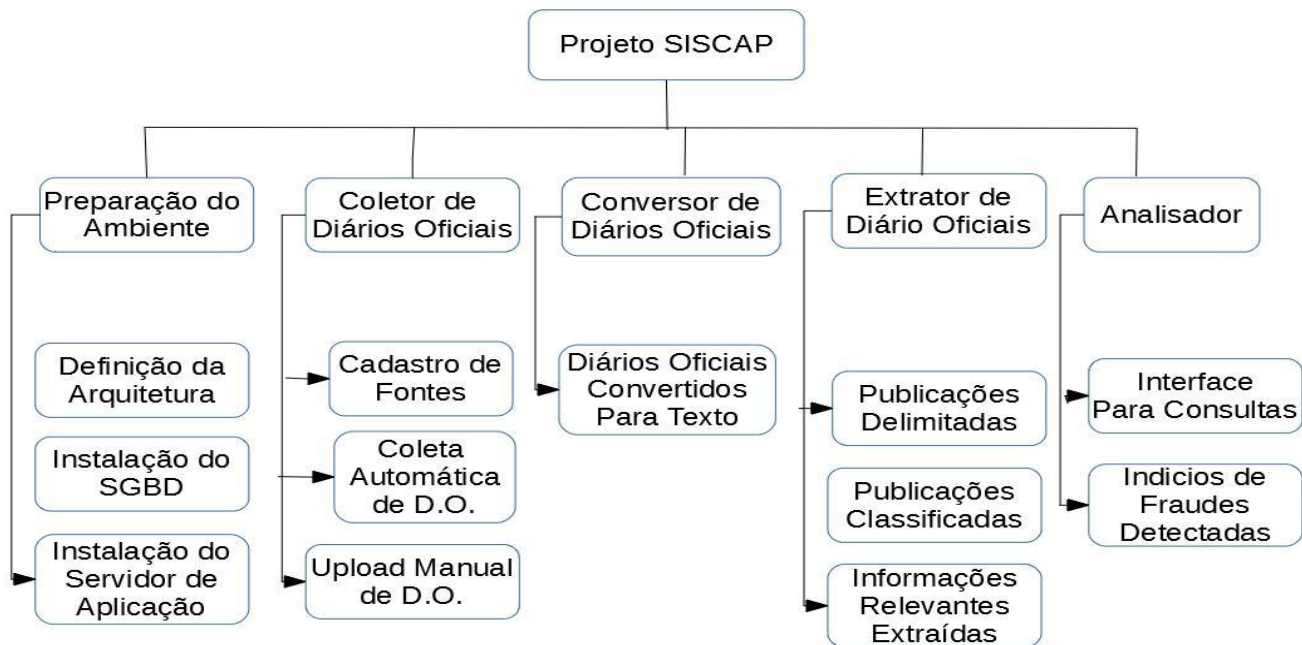 Projeto SISCAP
Preparação do
Ambiente
Coletor de
Diários Oficiais
Conversor de
Diários Oficiais
Extrator de
Diário Oficiais
Analisador
Definição da
Arquitetura
Instalação do
SGBD
Instalação do
Servidor de
Aplicação
Cadastro de
Fontes
Coleta
Automática
de D.O.
Upload Manual
de D.O.
Diários Oficiais
Convertidos
Para Texto
Publicações
Delimitadas
Publicações
Classificadas
Informações
Relevantes
Extraídas
Interface
Para Consultas
Indicios de
Fraudes
Detectadas